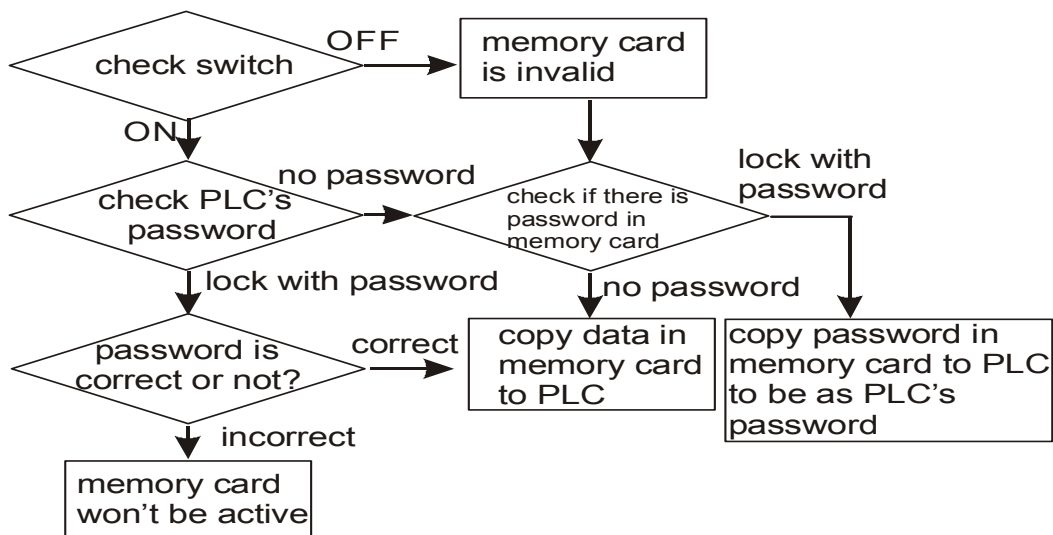 OFF
check switch
memory card
is invalid
ON
no password
lock with
password
check PLC's
password
check if there is
password in
memory card
lock with password
no password
password is
correct or not?
correct
copy data in
memory card
to PLC
copy password in
memory card to PLC
to be as PLC's
password
incorrect
memory card
won't be active